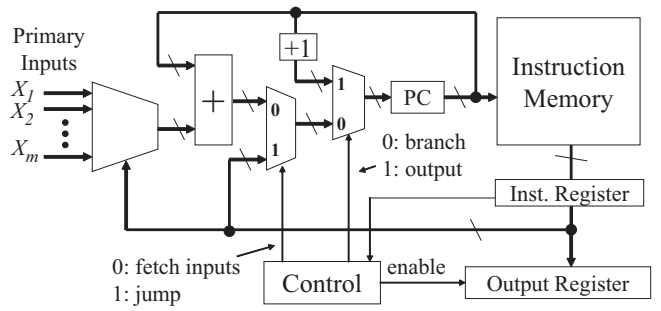 Primary
Inputs
X1
X2
Xm
+
+1
0
1
1
0
PC
Instruction
Memory
0: branch
1: output
Inst. Register
0: fetch inputs
1: jump
Control
enable
Output Register